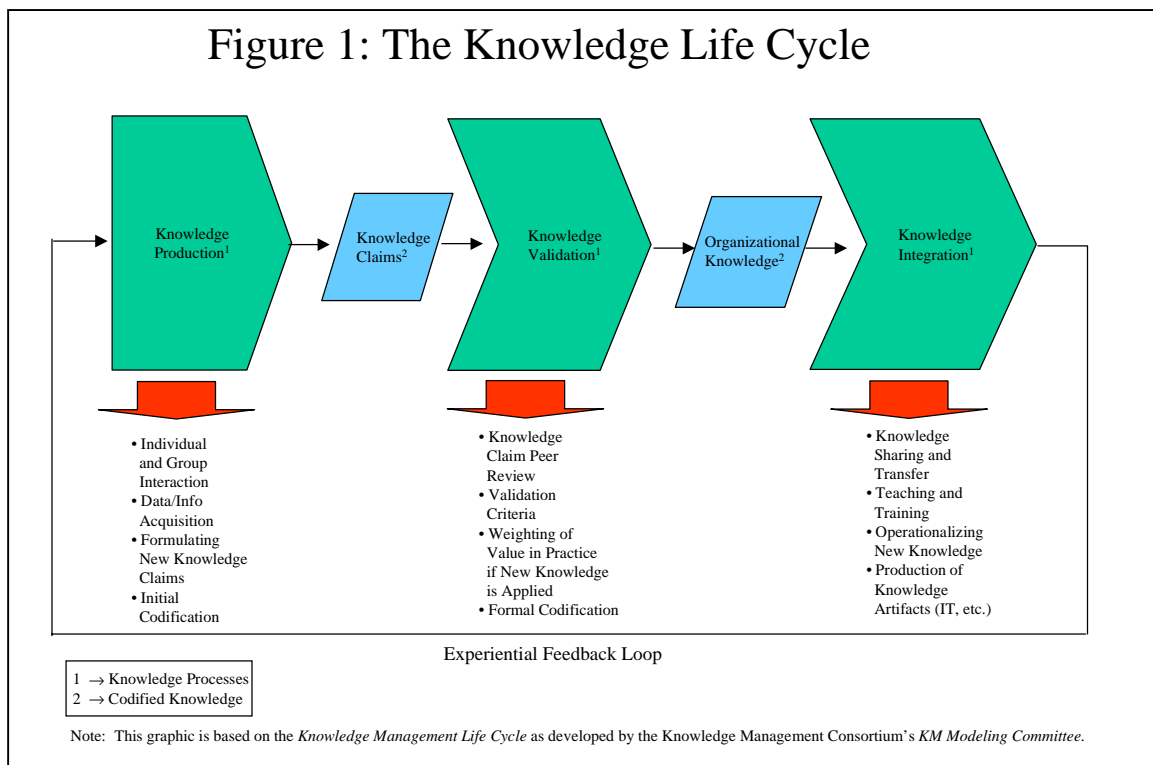 Figure 1: The Knowledge Life Cycle
Knowledge
Production¹
Knowledge
Claims²
Knowledge
Validation¹
Organizational
Knowledge²
Knowledge
Integration¹
• Individual
and Group
Interaction
• Data/Info
Acquisition
• Formulating
New Knowledge
Claims
• Initial
Codification
• Knowledge
Claim Peer
Review
• Validation
Criteria
• Weighting of
Value in Practice
if New Knowledge
is Applied
• Formal Codification
• Knowledge
Sharing and
Transfer
• Teaching and
Training
• Operationalizing
New Knowledge
• Production of
Knowledge
Artifacts (IT, etc.)
Experiential Feedback Loop
1 → Knowledge Processes
2 → Codified Knowledge
Note: This graphic is based on the Knowledge Management Life Cycle as developed by the Knowledge Management Consortium's KM Modeling Committee.